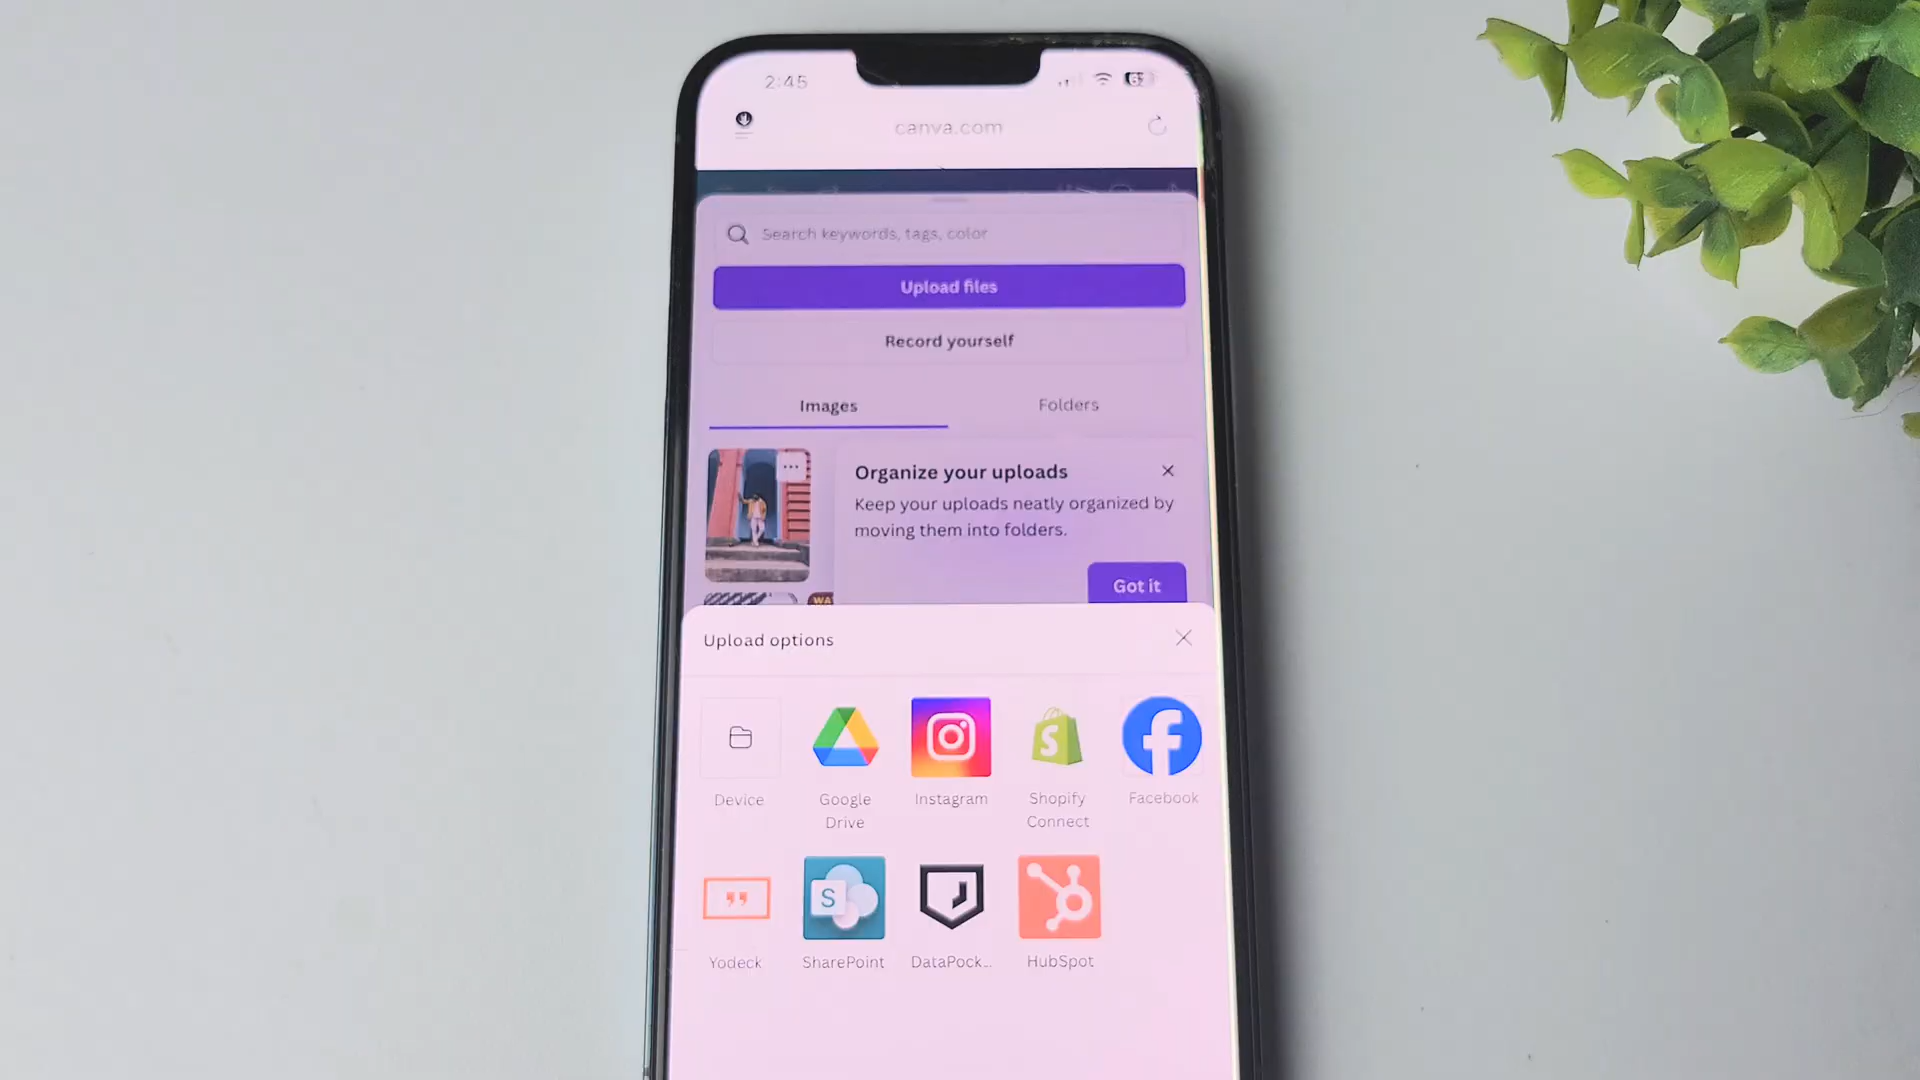 2:45
canva.com
Search keywords, tags, color
Upload files
Record yourself
Images
Folders
Organize your uploads
Keep your uploads neatly organized by
moving them into folders.
WA
Got it
Upload options
Device
Google
Drive
Instagram
Shopify
Connect
Facebook
Yodeck
SharePoint
DataPock...
HubSpot